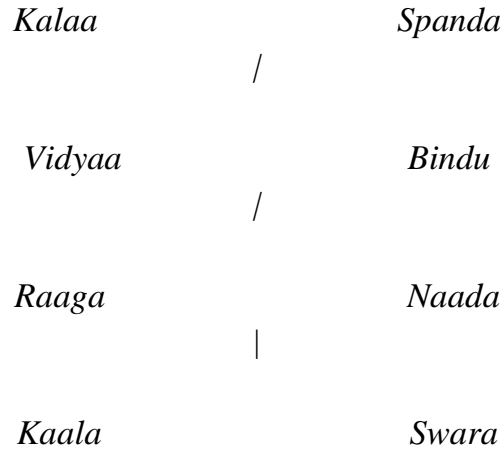 Kalaa Spanda
/
Vidyaa Bindu
/
Raaga Naada
|
Kaala Swara